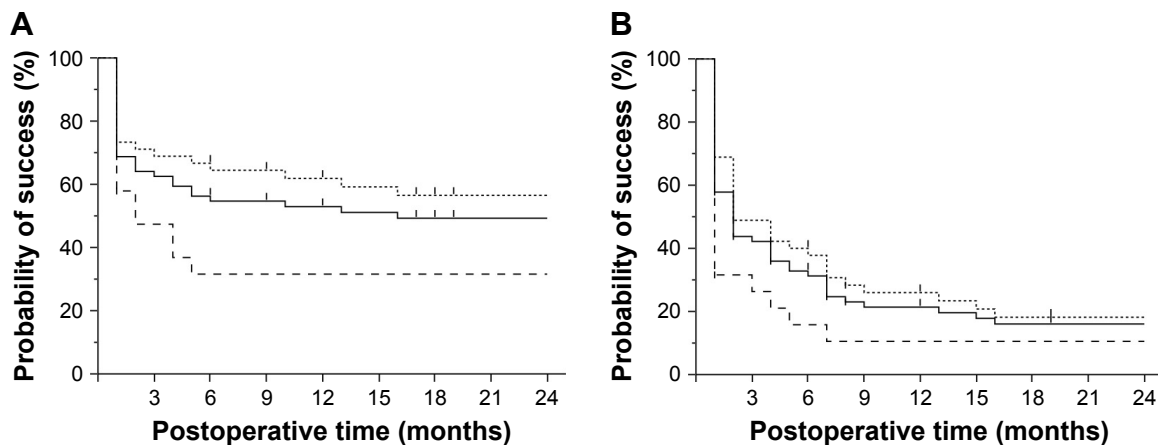 A
Probability of success (%)
100
80
60
40
20
0
3 6 9 12 15 18 21 24
Postoperative time (months)
B
Probability of success (%)
100
80
60
40
20
0
3 6 9 12 15 18 21 24
Postoperative time (months)